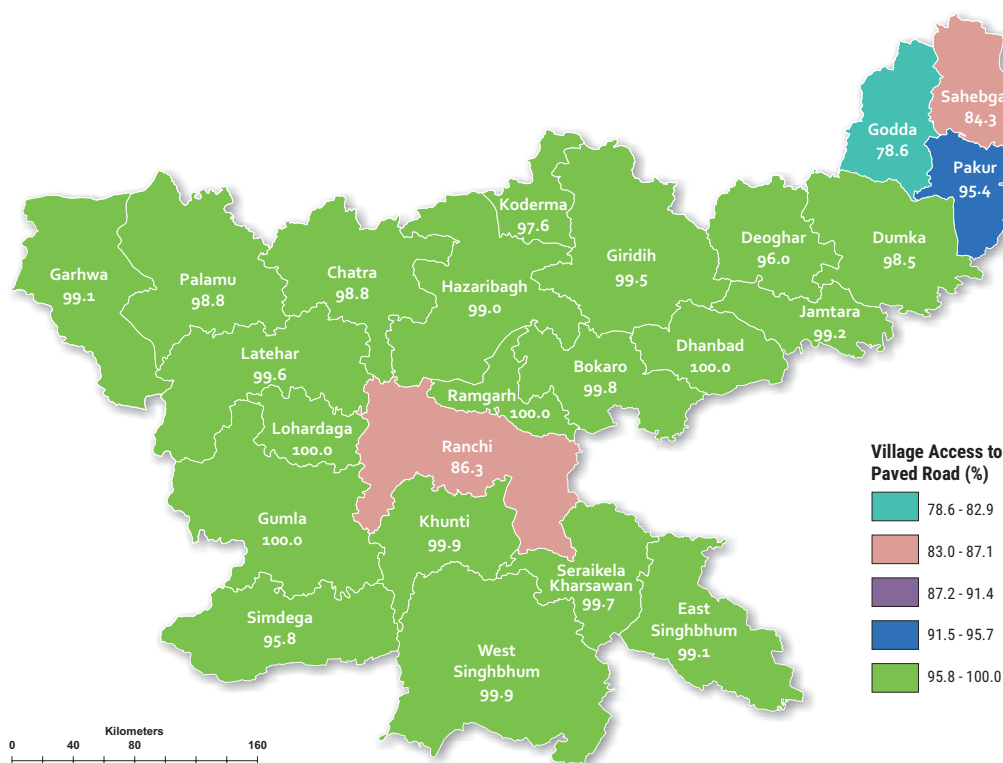 Sahebga
84.3
Godda
78.6
Pakur
95.4
Koderma
97.6
Giridih
99.5
Deoghar
96.0
Dumka
98.5
Garhwa
99.1
Palamu
98.8
Chatra
98.8
Hazaribagh
99.0
Jamtara
99.2
Latehar
99.6
Bokaro
99.8
Dhanbad
100.0
Ramgarh
100.0
Lohardaga
100.0
Ranchi
86.3
Gumla
100.0
Khunti
99.9
Seraikela
Kharsawan
99.7
Simdega
95.8
East
Singhbhum
99.1
West
Singhbhum
99.9
Village Access to
Paved Road (%)
78.6 - 82.9
83.0 - 87.1
87.2 - 91.4
91.5 - 95.7
95.8 - 100.0
Kilometers
0 40 80 160